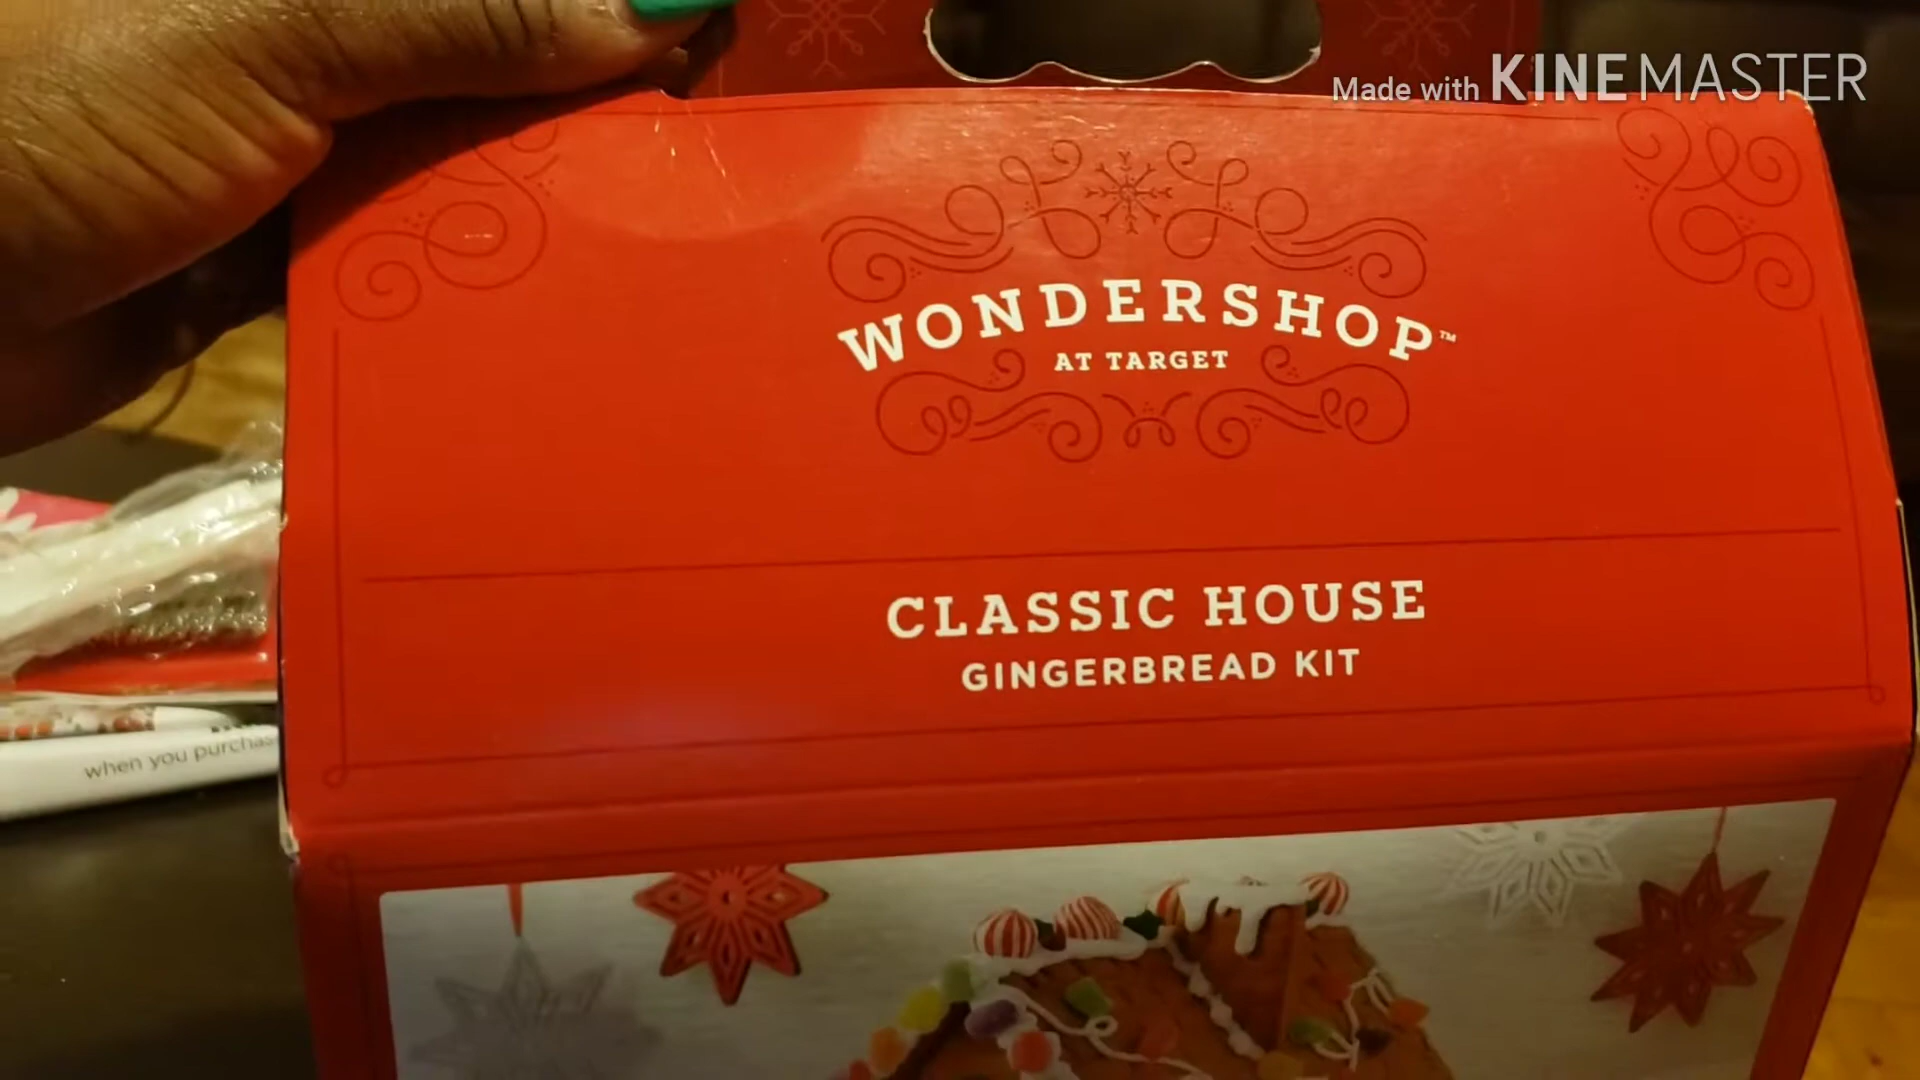 Made with KINEMASTER
WONDERSHOP™
AT TARGET
CLASSIC HOUSE
GINGERBREAD KIT
when you purchas